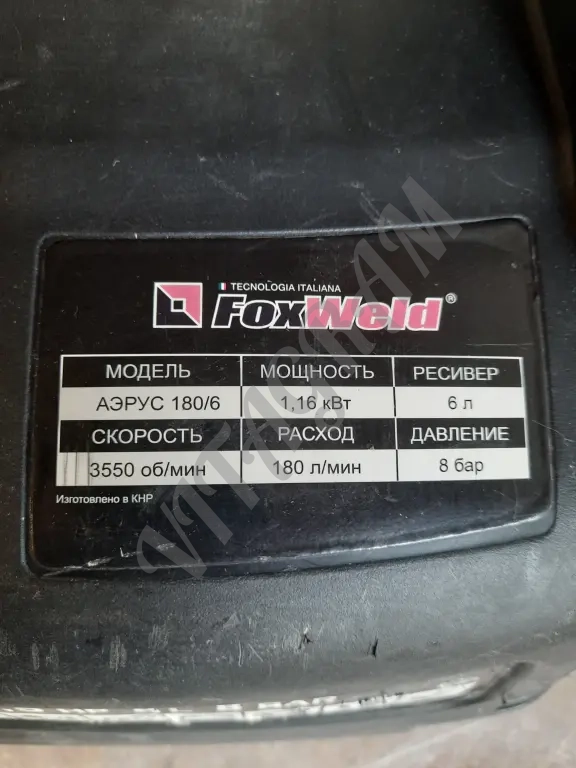 TECNOLOGIA ITALIANA
FoxWeld®
МОДЕЛЬ МОЩНОСТЬ РЕСИВЕР
АЭРУС 180/6 1,16 кВт 6 л
СКОРОСТЬ РАСХОД ДАВЛЕНИЕ
3550 об/мин 180 л/мин 8 бар
Изготовлено в КНР